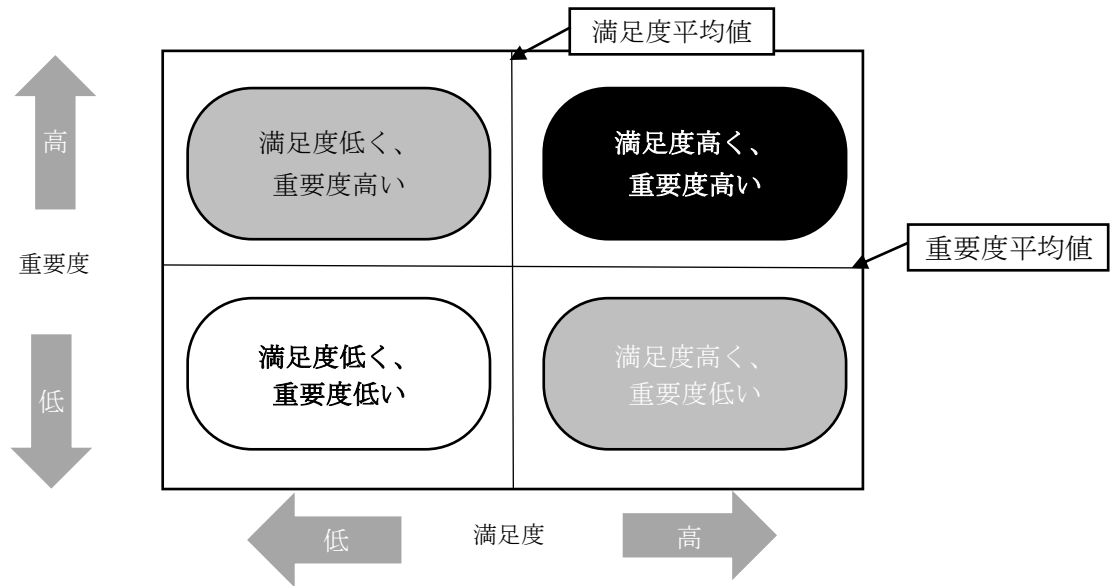 満足度平均値
高
満足度低く、
重要度高い
満足度高く、
重要度高い
重要度平均値
重要度
満足度低く、
重要度低い
満足度高く、
重要度低い
低
低
満足度
高